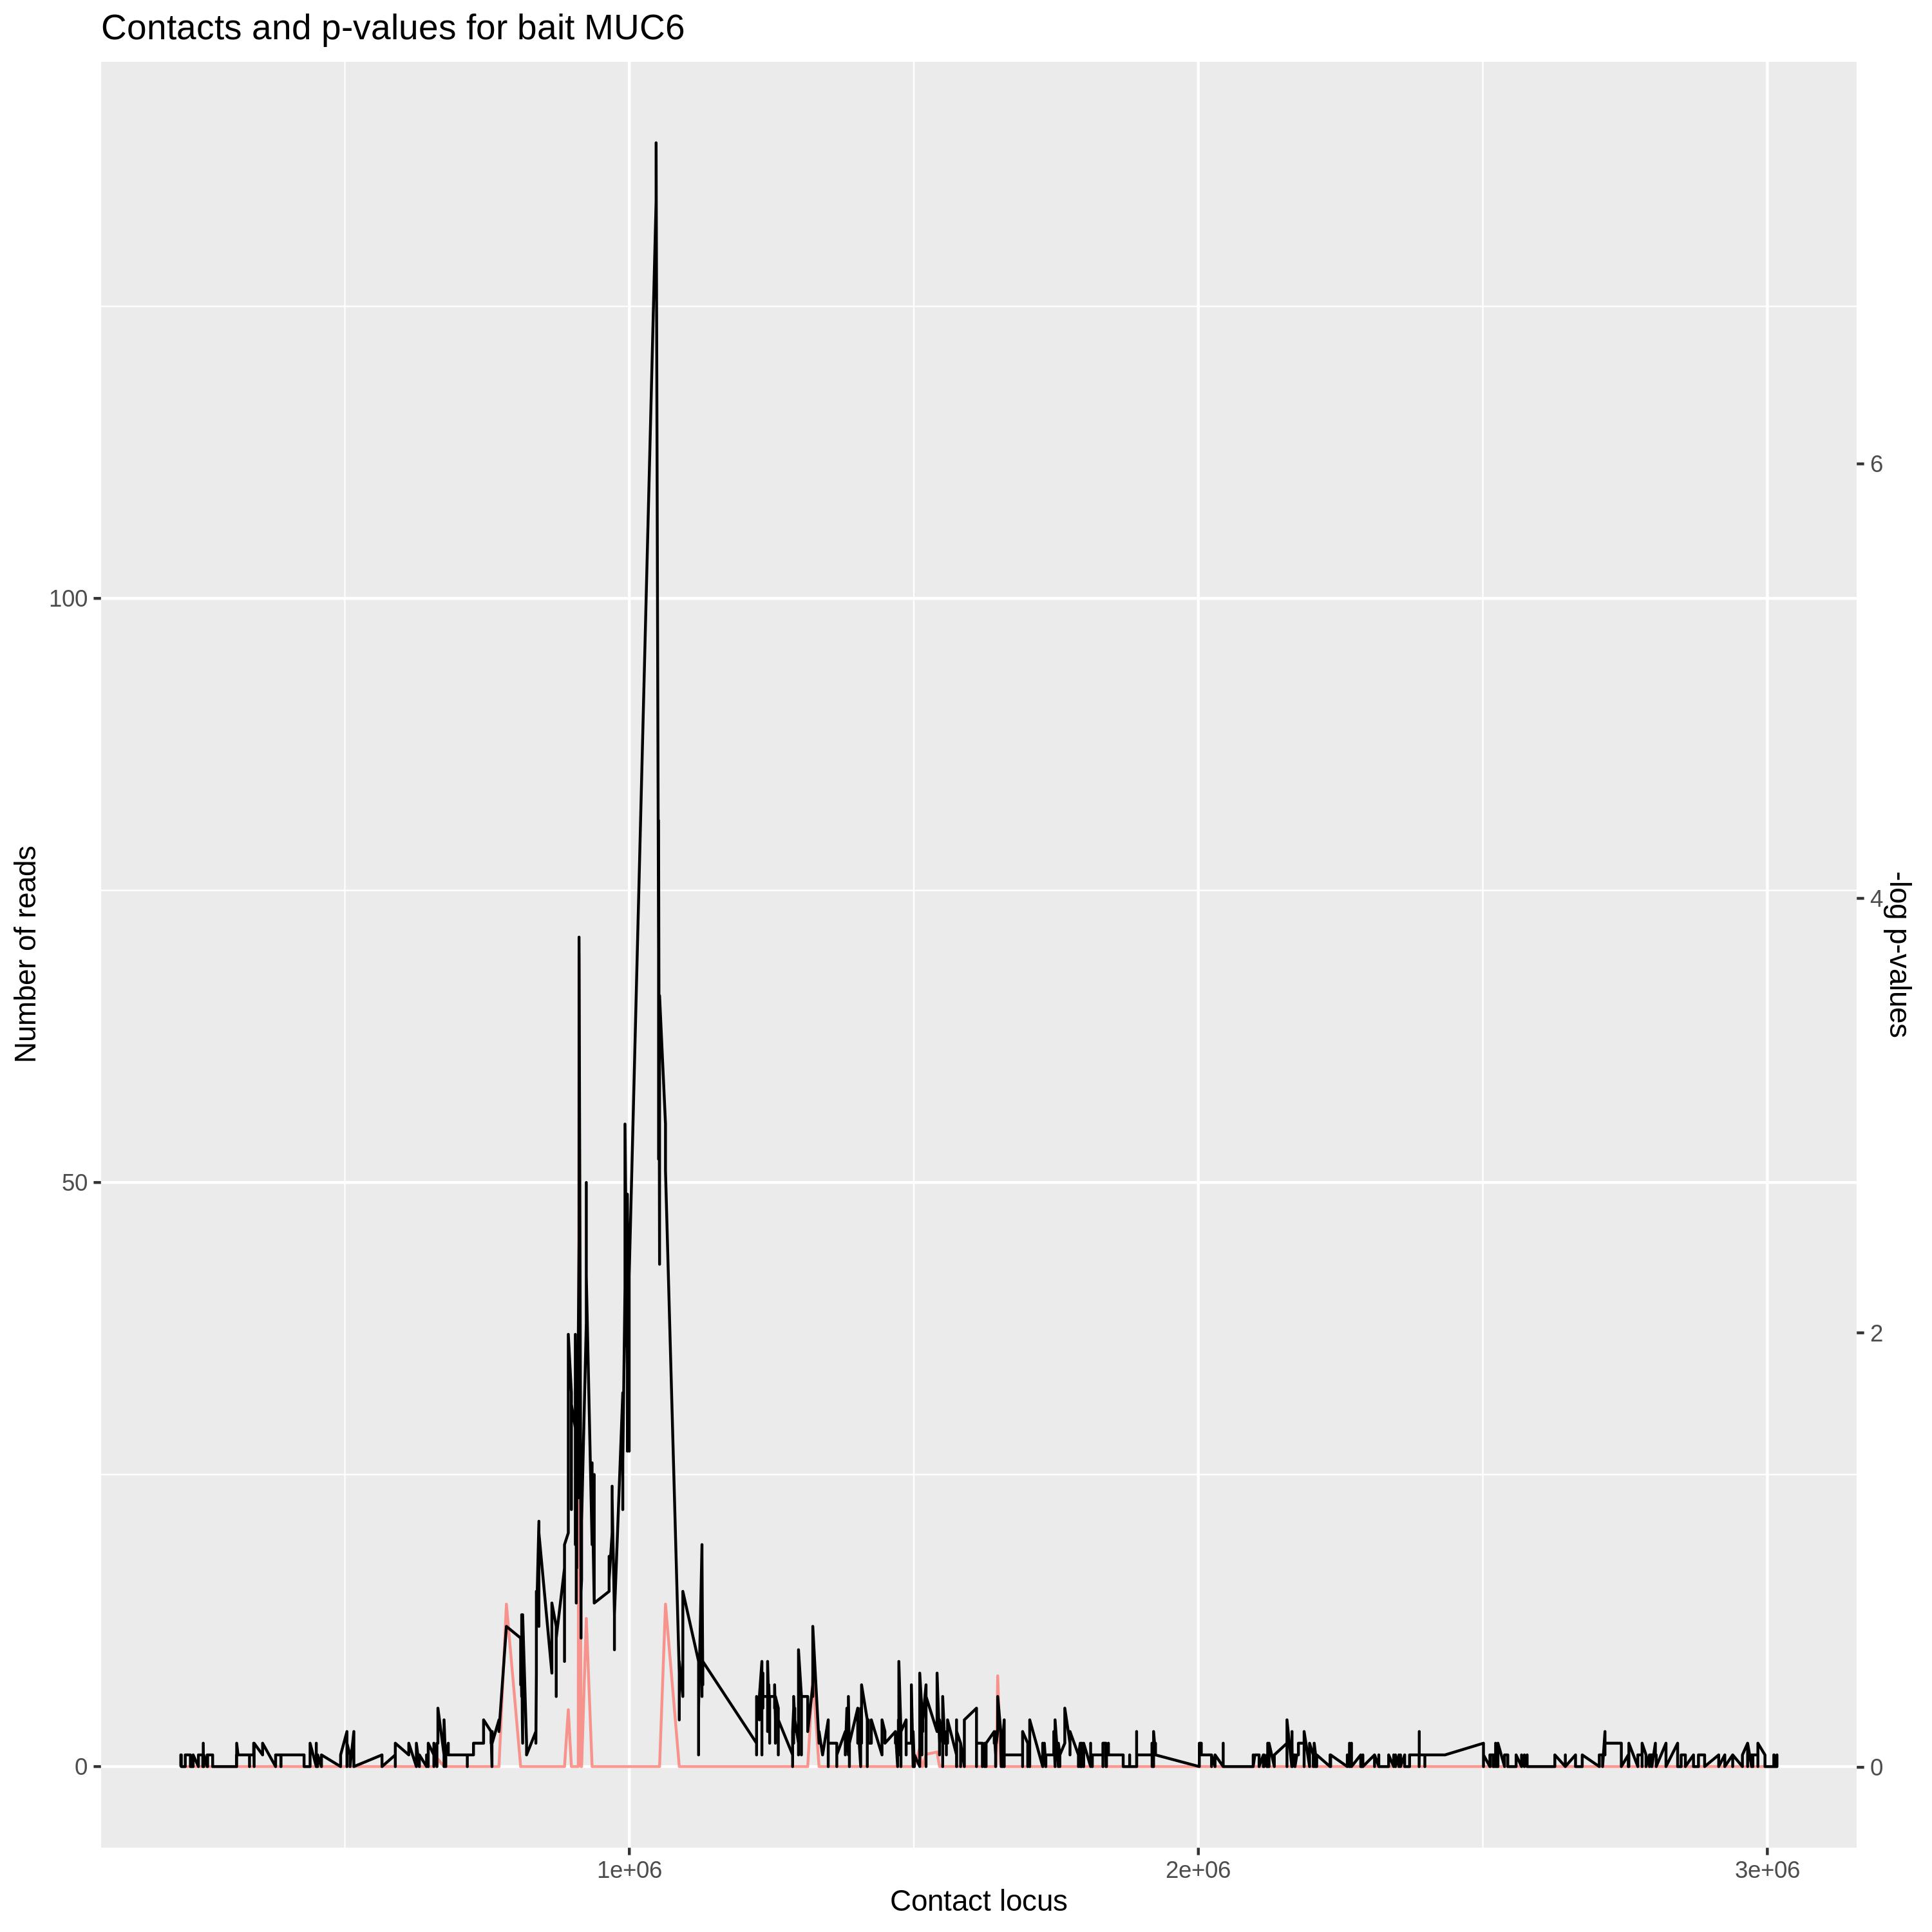 Contacts and p-values for bait MUC6
Number of reads
100
50
0
6
4
2
0
-log p-values
1e+06
2e+06
3e+06
Contact locus